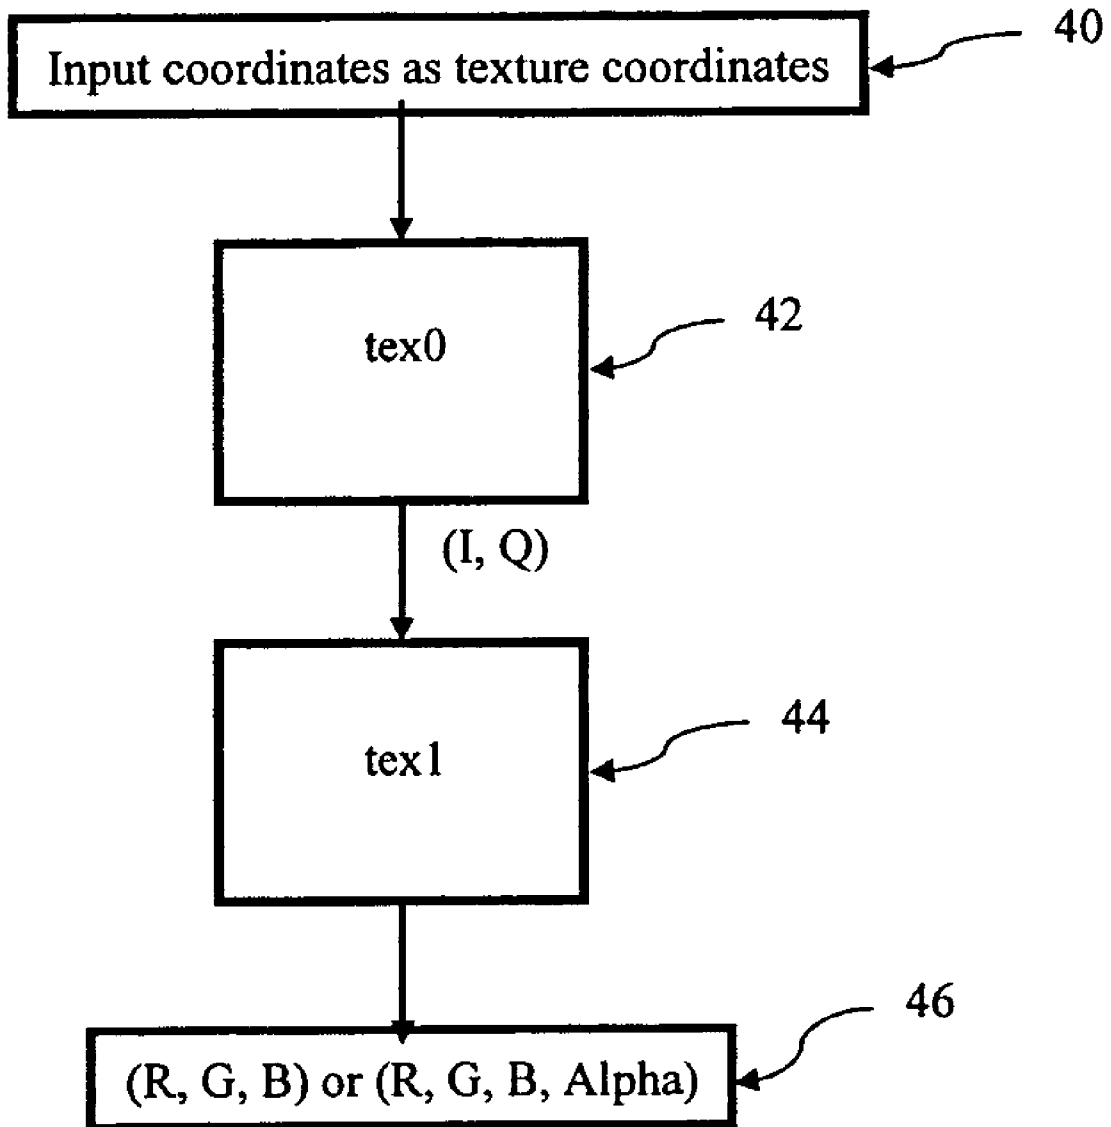 40
Input coordinates as texture coordinates
42
tex0
(I, Q)
44
tex1
46
(R, G, B) or (R, G, B, Alpha)